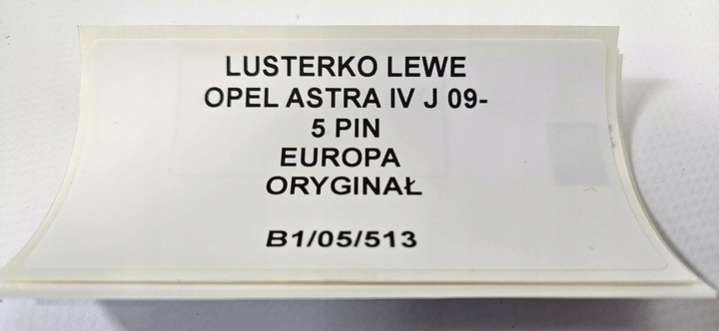 LUSTERKO LEWE
OPEL ASTRA IV J 09-
5 PIN
EUROPA
ORYGINAŁ
B1/05/513